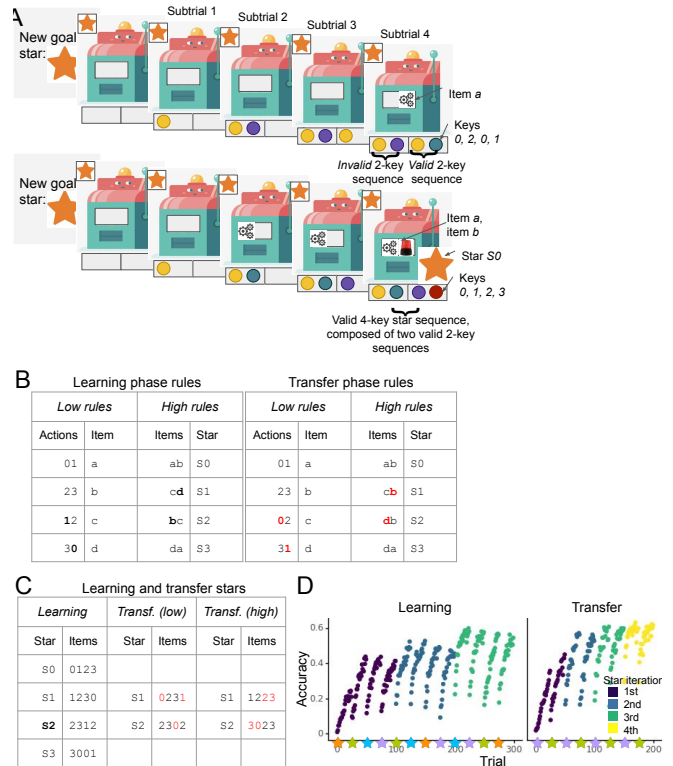 A
Subtrial 1
Subtrial 2
Subtrial 3
Subtrial 4
New goal
star:
Item a
Keys
0, 2, 0, 1
Invalid 2-key
sequence
Valid 2-key
sequence
New goal
star:
Item a,
item b
Star S0
Keys
0, 1, 2, 3
Valid 4-key star sequence,
composed of two valid 2-key
sequences
B
Learning phase rules
Transfer phase rules
Low rules High rules Low rules High rules
Actions Item Items Star Actions Item Items Star
01 a ab S0 01 a ab S0
23 b cd S1 23 b cb S1
12 c bc S2 02 c db S2
30 d da S3 31 d da S3
C
Learning and transfer stars
Learning Transf. (low) Transf. (high)
Star Items Star Items Star Items
S0 0123
S1 1230 S1 0231 S1 1223
S2 2312 S2 2302 S2 3023
S3 3001
D
Learning
Transfer
Accuracy
0.6
0.4
0.2
0
Star iteration
1st
2nd
3rd
4th
0 100 200 300 0 100 200
Trial